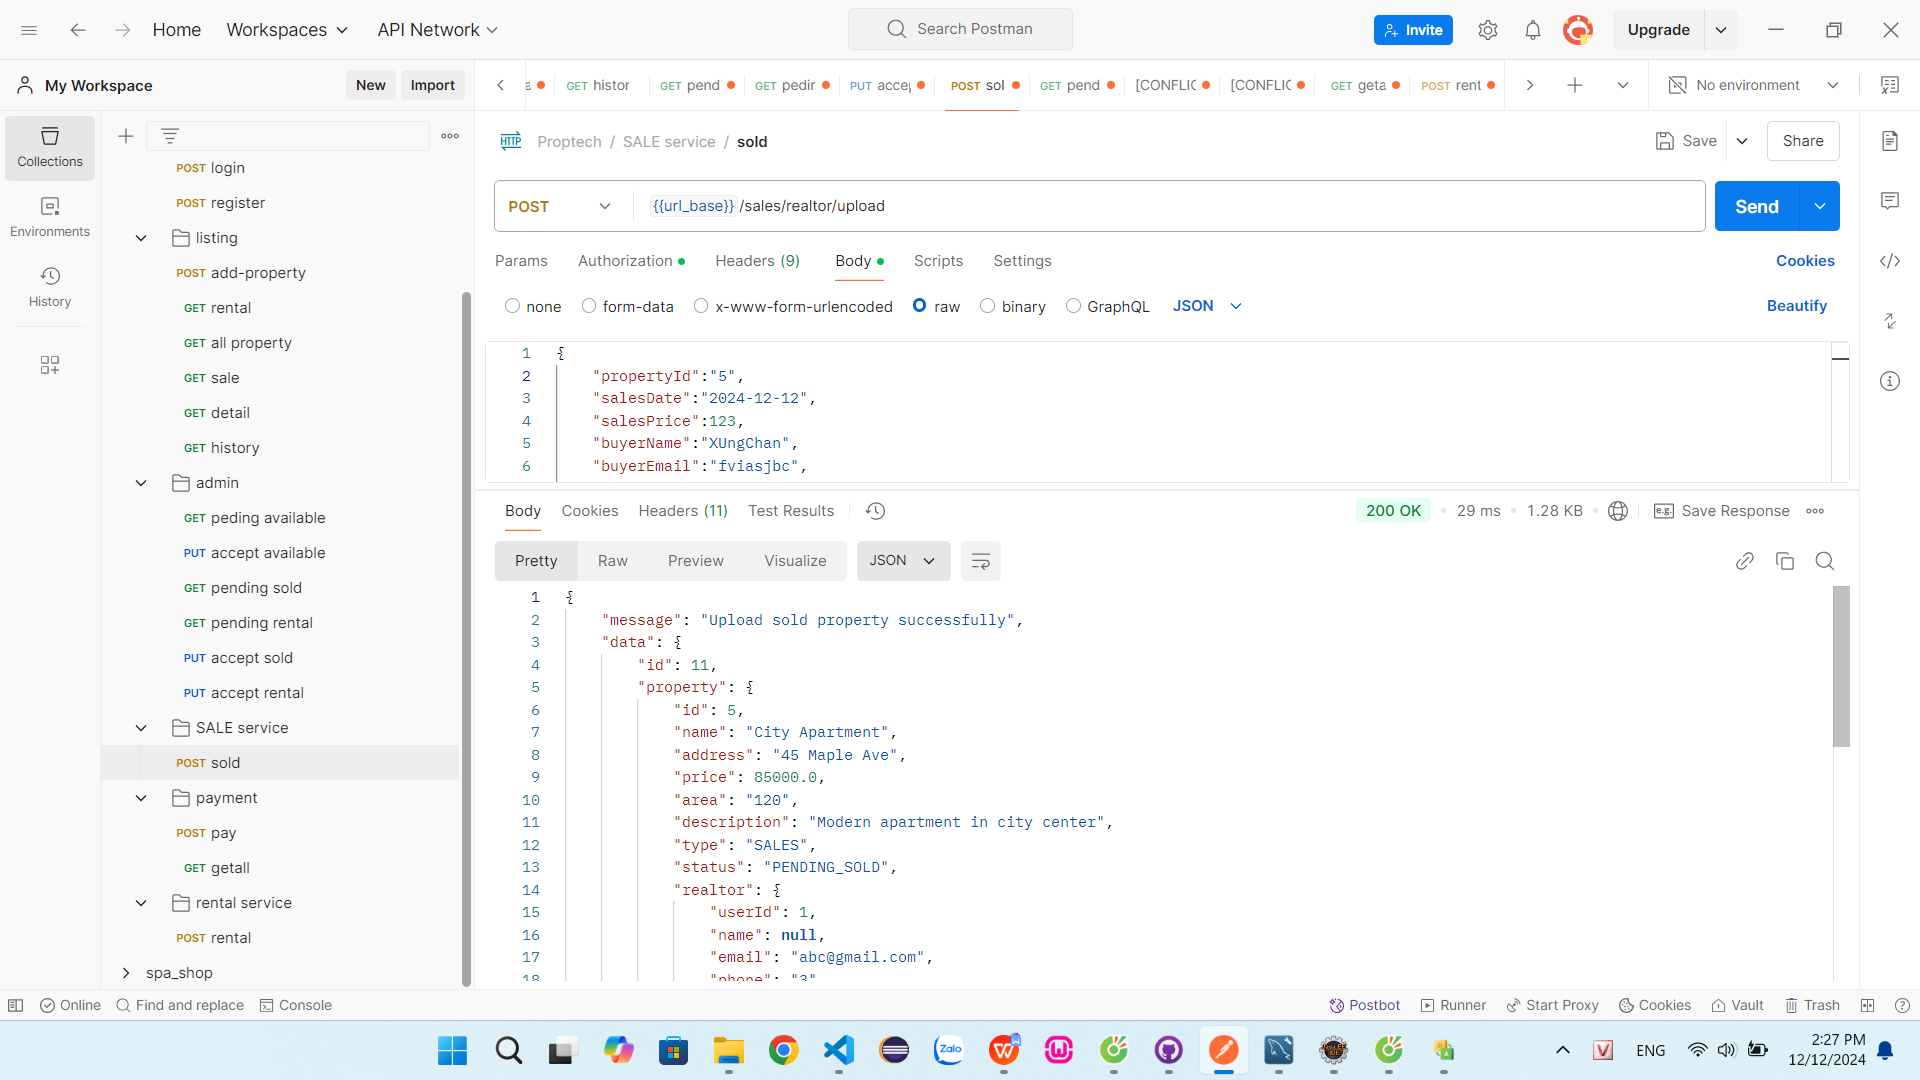 Home Workspaces API Network Search Postman Invite Upgrade
My Workspace New Import GET histor GET pend GET pedir PUT accep POST sol GET pend [CONFLIC [CONFLIC GET geta POST rent No environment
Collections
Environments
History
POST login
POST register
listing
POST add-property
GET rental
GET all property
GET sale
GET detail
GET history
admin
GET peding available
PUT accept available
GET pending sold
GET pending rental
PUT accept sold
PUT accept rental
SALE service
POST sold
payment
POST pay
GET getall
rental service
POST rental
spa_shop
HTTP Proptech / SALE service / sold Save Share
POST {{url_base}} /sales/realtor/upload Send
Params Authorization Headers (9) Body Scripts Settings Cookies
none form-data x-www-form-urlencoded raw binary GraphQL JSON Beautify
1 {
2 "propertyId":"5",
3 "salesDate":"2024-12-12",
4 "salesPrice":123,
5 "buyerName":"XUngChan",
6 "buyerEmail":"fviasjbc",
Body Cookies Headers (11) Test Results 200 OK 29 ms 1.28 KB e.g. Save Response
Pretty Raw Preview Visualize JSON
1 {
2 "message": "Upload sold property successfully",
3 "data": {
4 "id": 11,
5 "property": {
6 "id": 5,
7 "name": "City Apartment",
8 "address": "45 Maple Ave",
9 "price": 85000.0,
10 "area": "120",
11 "description": "Modern apartment in city center",
12 "type": "SALES",
13 "status": "PENDING_SOLD",
14 "realtor": {
15 "userId": 1,
16 "name": null,
17 "email": "abc@gmail.com",
18 "phone": "3"
Online Find and replace Console Postbot Runner Start Proxy Cookies Vault Trash
Zalo
ENG
2:27 PM
12/12/2024